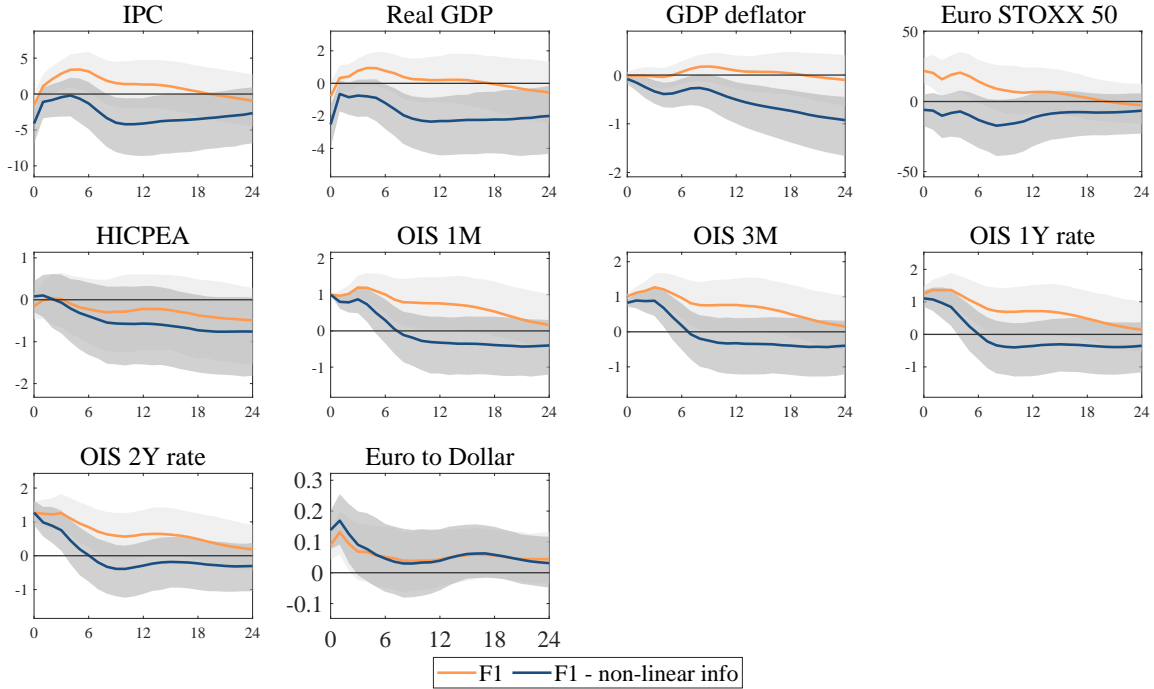 IPC Real GDP GDP deflator Euro STOXX 50
5
0
-5
-10
0 6 12 18 24
2
0
-2
-4
0 6 12 18 24
0
-1
-2
0 6 12 18 24
50
0
-50
0 6 12 18 24
HICPEA OIS 1M OIS 3M OIS 1Y rate
1
0
-1
-2
0 6 12 18 24
2
1
0
-1
0 6 12 18 24
2
1
0
-1
0 6 12 18 24
2
1
0
-1
0 6 12 18 24
OIS 2Y rate Euro to Dollar
2
1
0
-1
0 6 12 18 24
0.3
0.2
0.1
0
-0.1
0 6 12 18 24
F1 F1 - non-linear info